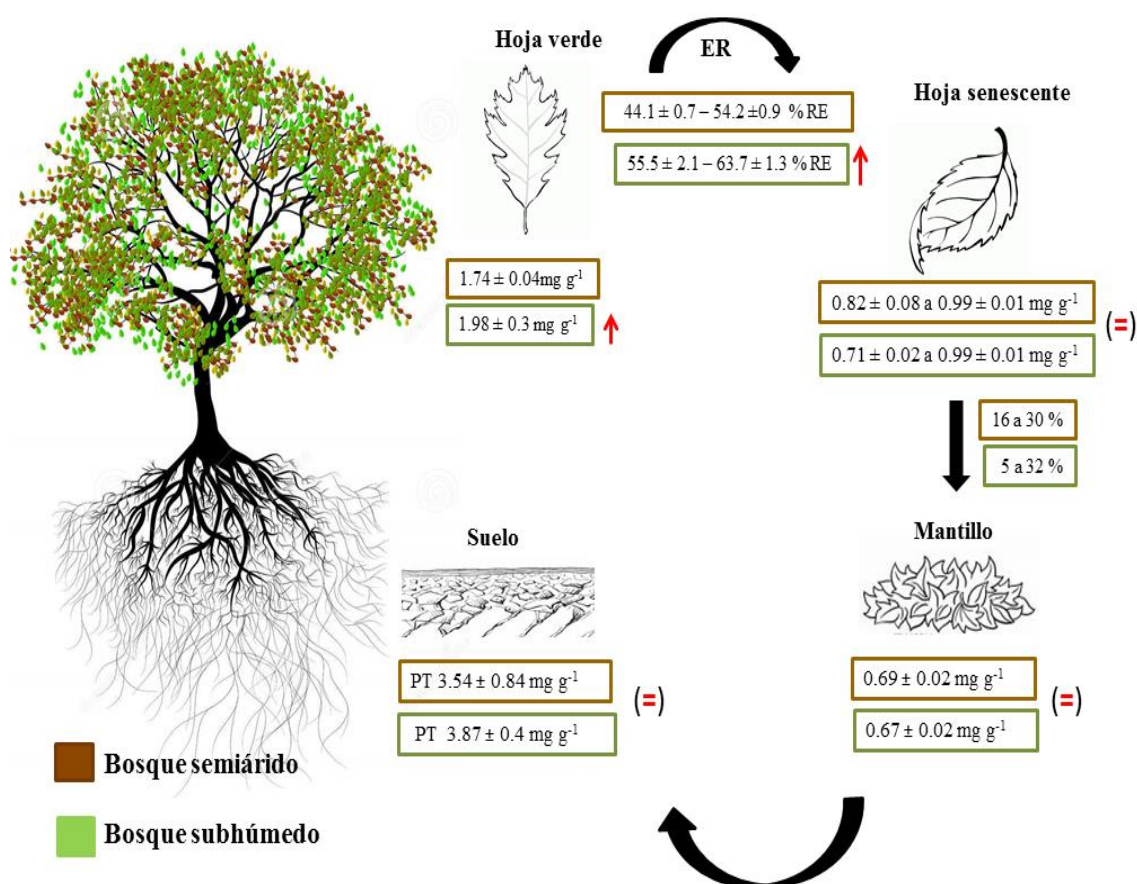 Hoja verde
ER
44.1 ± 0.7 – 54.2 ±0.9 % RE
55.5 ± 2.1 – 63.7 ± 1.3 % RE
Hoja senescente
1.74 ± 0.04mg g-1
1.98 ± 0.3 mg g-1
0.82 ± 0.08 a 0.99 ± 0.01 mg g-1
0.71 ± 0.02 a 0.99 ± 0.01 mg g-1
(=)
16 a 30 %
5 a 32 %
Mantillo
0.69 ± 0.02 mg g-1
0.67 ± 0.02 mg g-1
(=)
Suelo
PT 3.54 ± 0.84 mg g-1
PT 3.87 ± 0.4 mg g-1
(=)
Bosque semiárido
Bosque subhúmedo